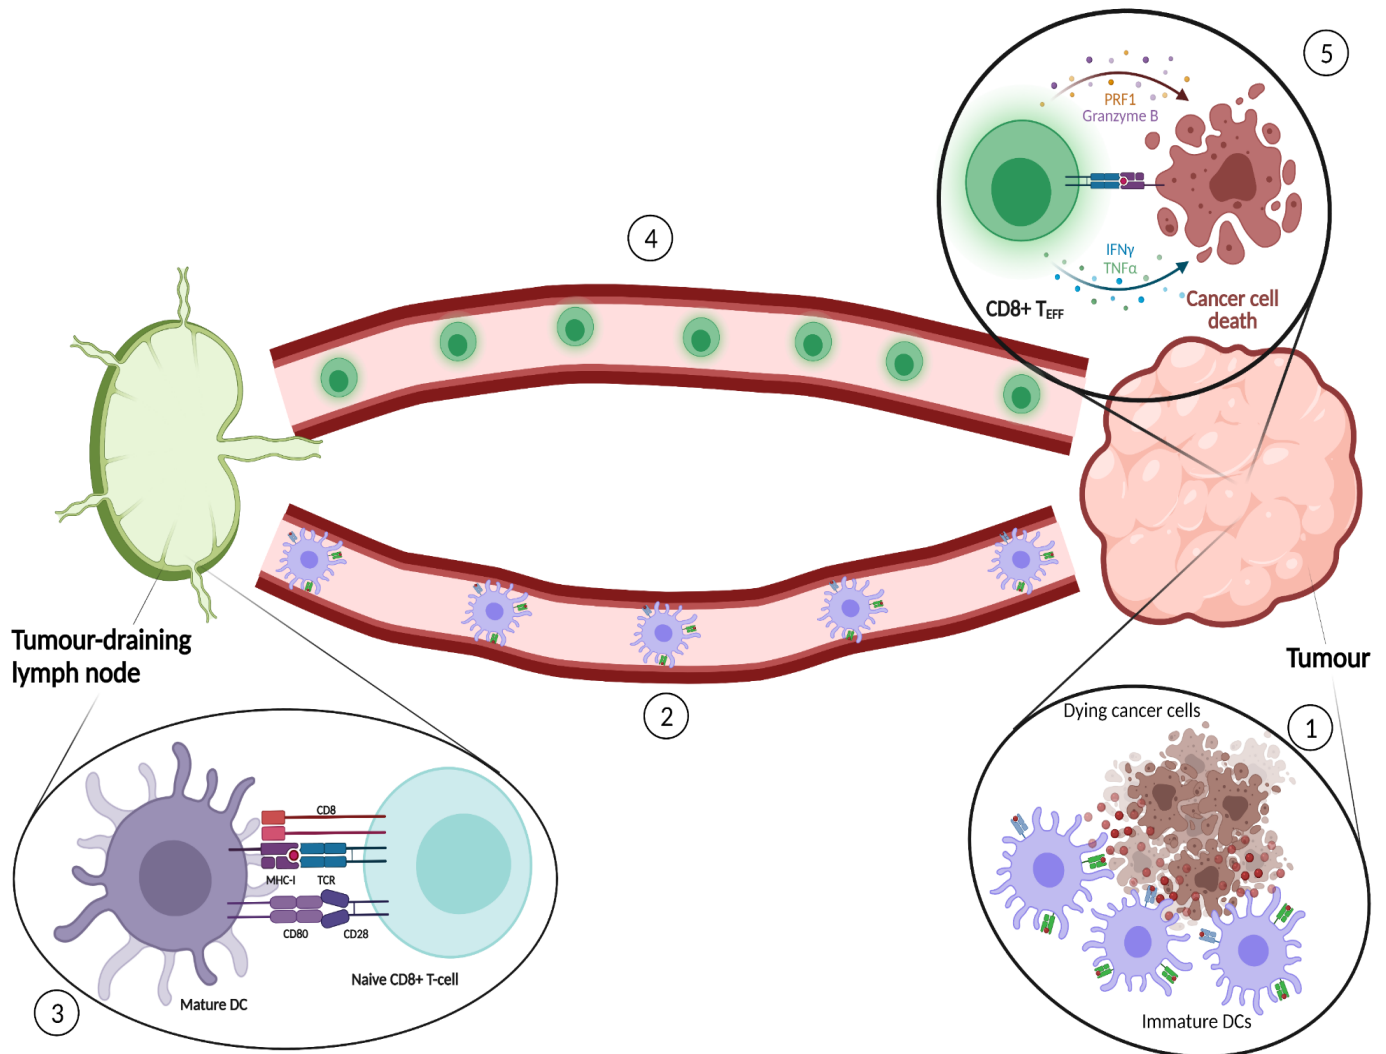 5
PRF1
Granzyme B
IFNγ
TNFα
CD8+ TEFF
Cancer cell
death
4
Tumour-draining
lymph node
Tumour
2
Dying cancer cells
1
CD8
MHC-I
TCR
CD80
CD28
Naive CD8+ T-cell
Mature DC
3
Immature DCs